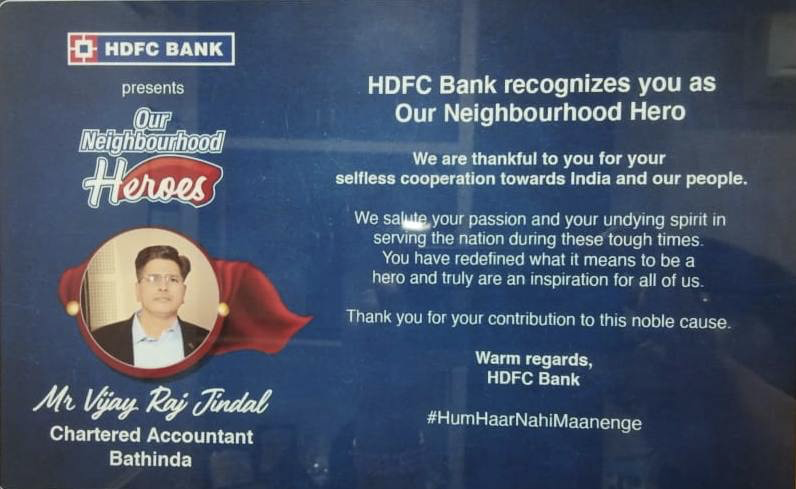 HDFC BANK
presents
Our
Neighbourhood
Heroes
Mr Vijay Raj Jindal
Chartered Accountant
Bathinda
HDFC Bank recognizes you as
Our Neighbourhood Hero
We are thankful to you for your
selfless cooperation towards India and our people.
We salute your passion and your undying spirit in
serving the nation during these tough times.
You have redefined what it means to be a
hero and truly are an inspiration for all of us.
Thank you for your contribution to this noble cause.
Warm regards,
HDFC Bank
#HumHaarNahiMaanenge